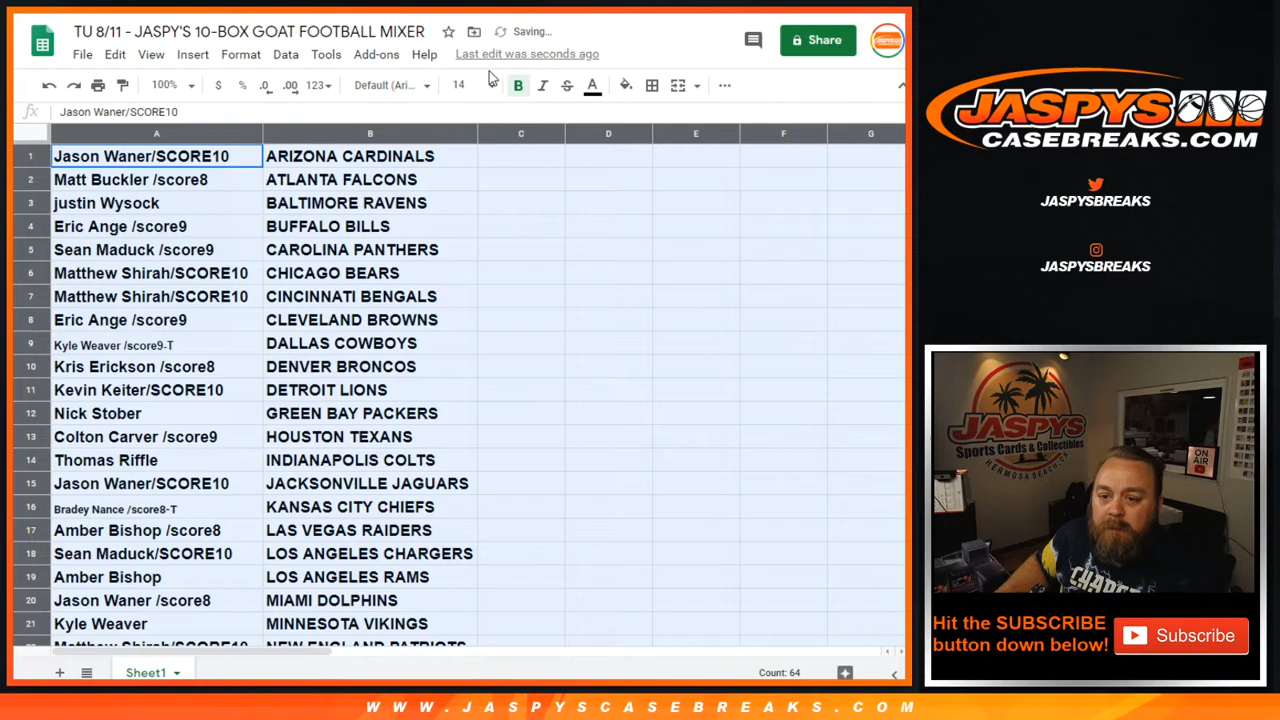 TU 8/11 - JASPY'S 10-BOX GOAT FOOTBALL MIXER
Saving...
File Edit View Insert Format Data Tools Add-ons Help Last edit was seconds ago
Share
100% $ % .0 .00 123 Default (Ari... 14 B I S A
fx Jason Waner/SCORE10
A B C D E F G
1 Jason Waner/SCORE10 ARIZONA CARDINALS
2 Matt Buckler /score8 ATLANTA FALCONS
3 justin Wysock BALTIMORE RAVENS
4 Eric Ange /score9 BUFFALO BILLS
5 Sean Maduck /score9 CAROLINA PANTHERS
6 Matthew Shirah/SCORE10 CHICAGO BEARS
7 Matthew Shirah/SCORE10 CINCINNATI BENGALS
8 Eric Ange /score9 CLEVELAND BROWNS
9 Kyle Weaver /score9-T DALLAS COWBOYS
10 Kris Erickson /score8 DENVER BRONCOS
11 Kevin Keiter/SCORE10 DETROIT LIONS
12 Nick Stober GREEN BAY PACKERS
13 Colton Carver /score9 HOUSTON TEXANS
14 Thomas Riffle INDIANAPOLIS COLTS
15 Jason Waner/SCORE10 JACKSONVILLE JAGUARS
16 Bradey Nance /score8-T KANSAS CITY CHIEFS
17 Amber Bishop /score8 LAS VEGAS RAIDERS
18 Sean Maduck/SCORE10 LOS ANGELES CHARGERS
19 Amber Bishop LOS ANGELES RAMS
20 Jason Waner /score8 MIAMI DOLPHINS
21 Kyle Weaver MINNESOTA VIKINGS
Matthew Shirah/SCORE10 NEW ENGLAND PATRIOTS
Sheet1
Count: 64
JASPYS
CASEBREAKS.COM
JASPYSBREAKS
JASPYSBREAKS
JASPYS
Sports Cards & Collectibles
HERMOSA BEACH, CA
ON AIR
CHARGE
Hit the SUBSCRIBE
button down below!
Subscribe
WWW.JASPYSCASEBREAKS.COM